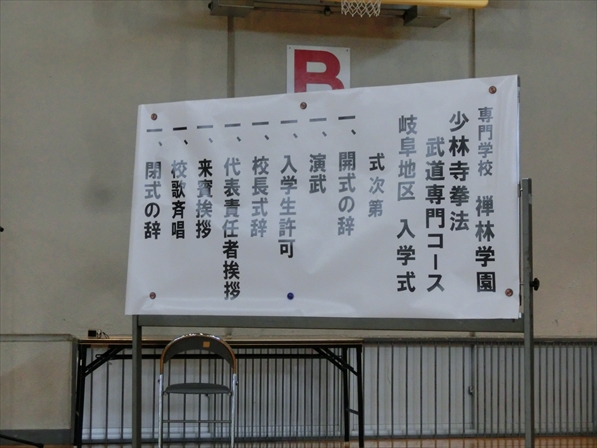 B
専門学校 禅林学園
少林寺拳法
武道専門コース
岐阜地区 入学式
式次第
一、開式の辞
一、演武
一、入学生許可
一、校長式辞
一、代表責任者挨拶
一、来賓挨拶
一、校歌斉唱
一、閉式の辞